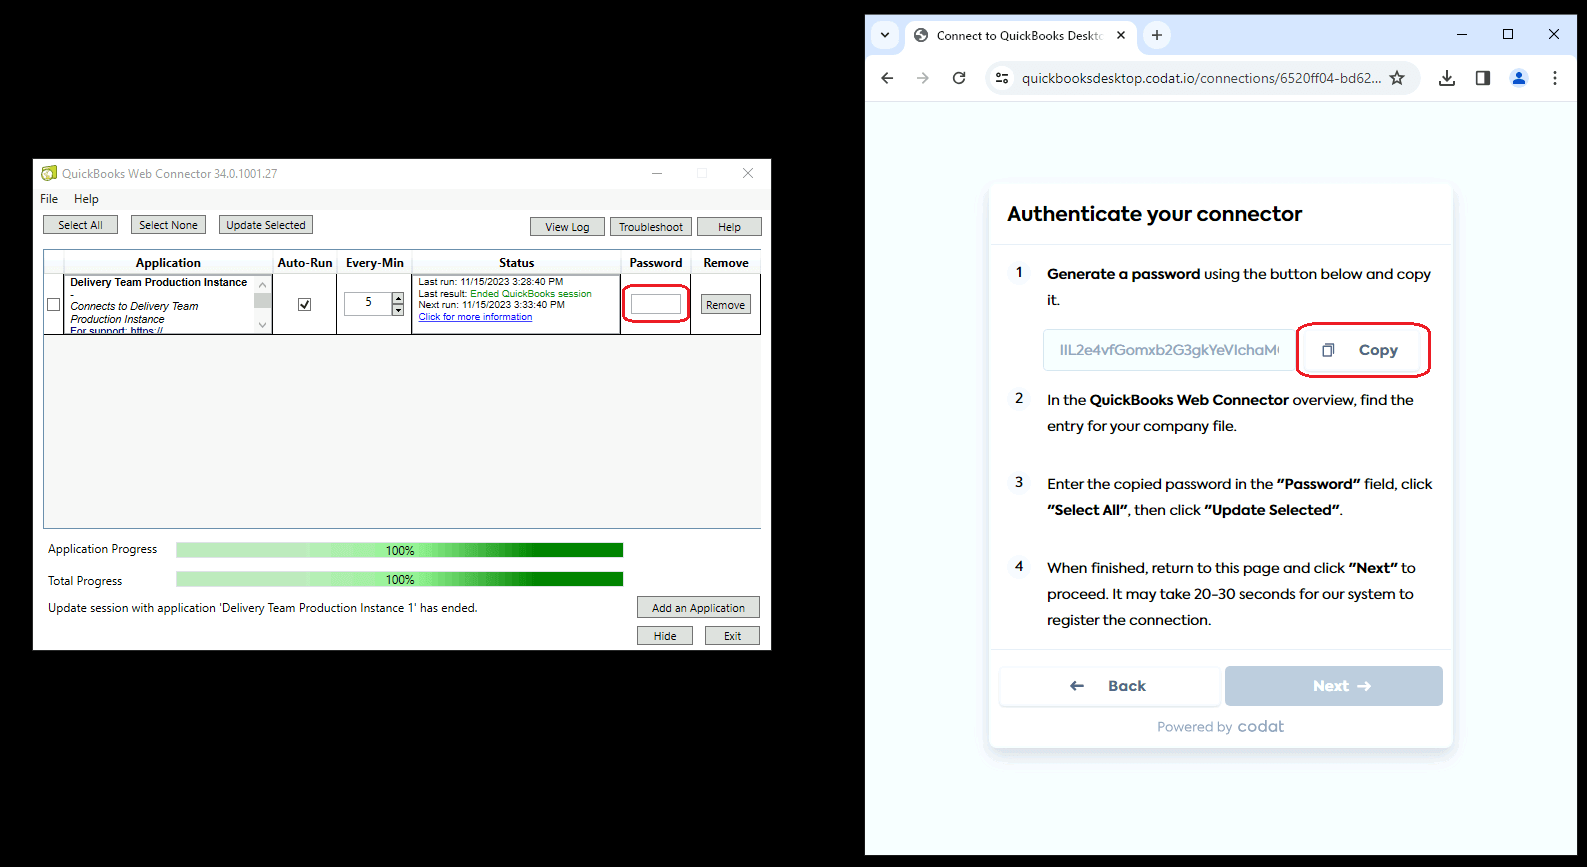 QuickBooks Web Connector 34.0.1001.27
File Help
Select All Select None Update Selected View Log Troubleshoot Help
Application Auto-Run Every-Min Status Password Remove
Delivery Team Production Instance
-
Connects to Delivery Team
Production Instance
For support: https://
5
Last run: 11/15/2023 3:28:40 PM
Last result: Ended QuickBooks session
Next run: 11/15/2023 3:33:40 PM
Click for more information
Remove
Application Progress 100%
Total Progress 100%
Update session with application 'Delivery Team Production Instance 1' has ended.
Add an Application
Hide Exit
Connect to QuickBooks Deskt
quickbooksdesktop.codat.io/connections/6520ff04-bd62...
Authenticate your connector
1 Generate a password using the button below and copy
it.
IIL2e4vfGomxb2G3gkYeVIchaM Copy
2 In the QuickBooks Web Connector overview, find the
entry for your company file.
3 Enter the copied password in the "Password" field, click
"Select All", then click "Update Selected".
4 When finished, return to this page and click "Next" to
proceed. It may take 20-30 seconds for our system to
register the connection.
← Back Next →
Powered by codat